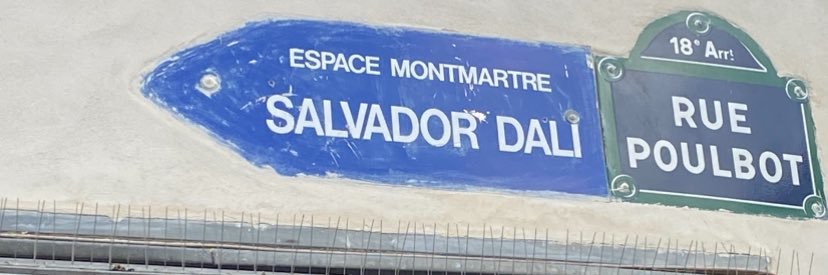 ESPACE MONTMARTRE
SALVADOR DALI
18e Arrt
RUE
POULBOT